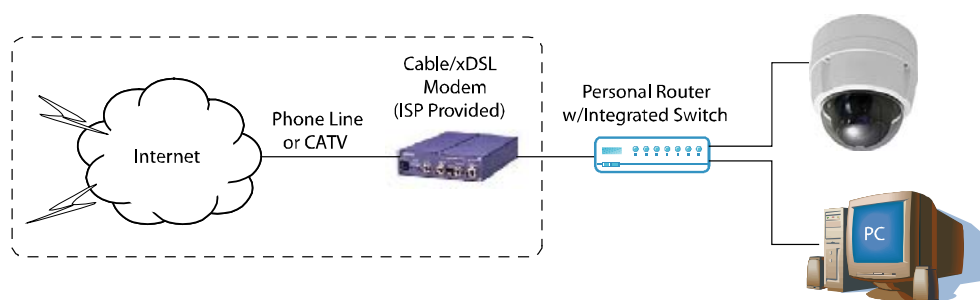 Internet
Phone Line
or CATV
Cable/xDSL
Modem
(ISP Provided)
Personal Router
w/Integrated Switch
PC